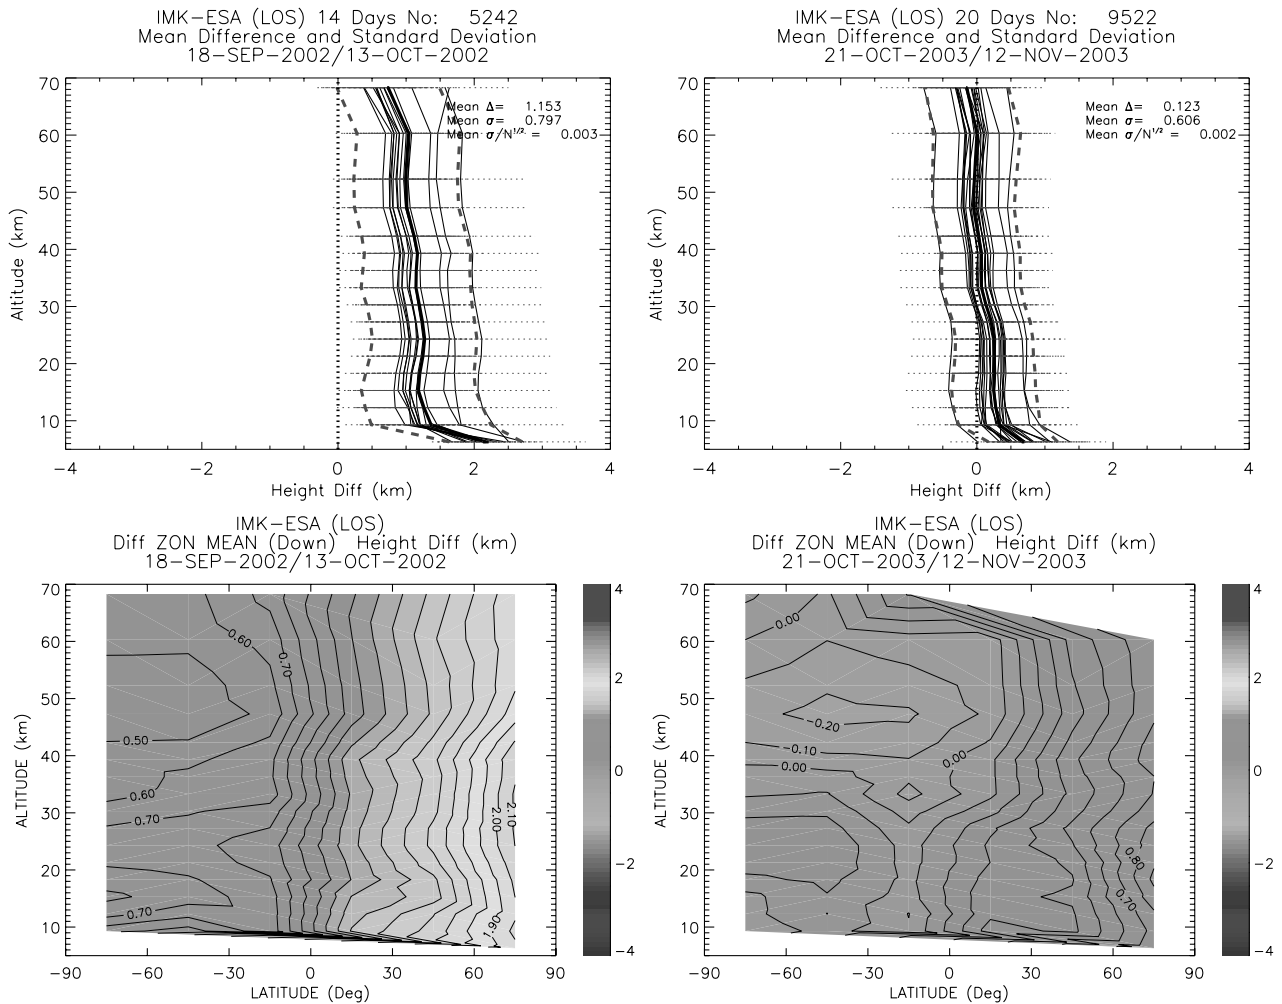 IMK-ESA (LOS) 14 Days No: 5242
Mean Difference and Standard Deviation
18-SEP-2002/13-OCT-2002
70
60
50
40
30
20
10
Altitude (km)
Mean Δ= 1.153
Mean σ= 0.797
Mean σ/N^1/2 = 0.003
-4 -2 0 2 4
Height Diff (km)
IMK-ESA (LOS) 20 Days No: 9522
Mean Difference and Standard Deviation
21-OCT-2003/12-NOV-2003
70
60
50
40
30
20
10
Altitude (km)
Mean Δ= 0.123
Mean σ= 0.606
Mean σ/N^1/2 = 0.002
-4 -2 0 2 4
Height Diff (km)
IMK-ESA (LOS)
Diff ZON MEAN (Down) Height Diff (km)
18-SEP-2002/13-OCT-2002
70
60
50
40
30
20
10
ALTITUDE (km)
0.60
0.70
0.50
0.60
0.70
0.70
2.10
2.00
1.90
-90 -60 -30 0 30 60 90
LATITUDE (Deg)
4
2
0
-2
-4
IMK-ESA (LOS)
Diff ZON MEAN (Down) Height Diff (km)
21-OCT-2003/12-NOV-2003
70
60
50
40
30
20
10
ALTITUDE (km)
0.00
-0.20
-0.10
0.00
0.00
0.80
0.70
-90 -60 -30 0 30 60 90
LATITUDE (Deg)
4
2
0
-2
-4